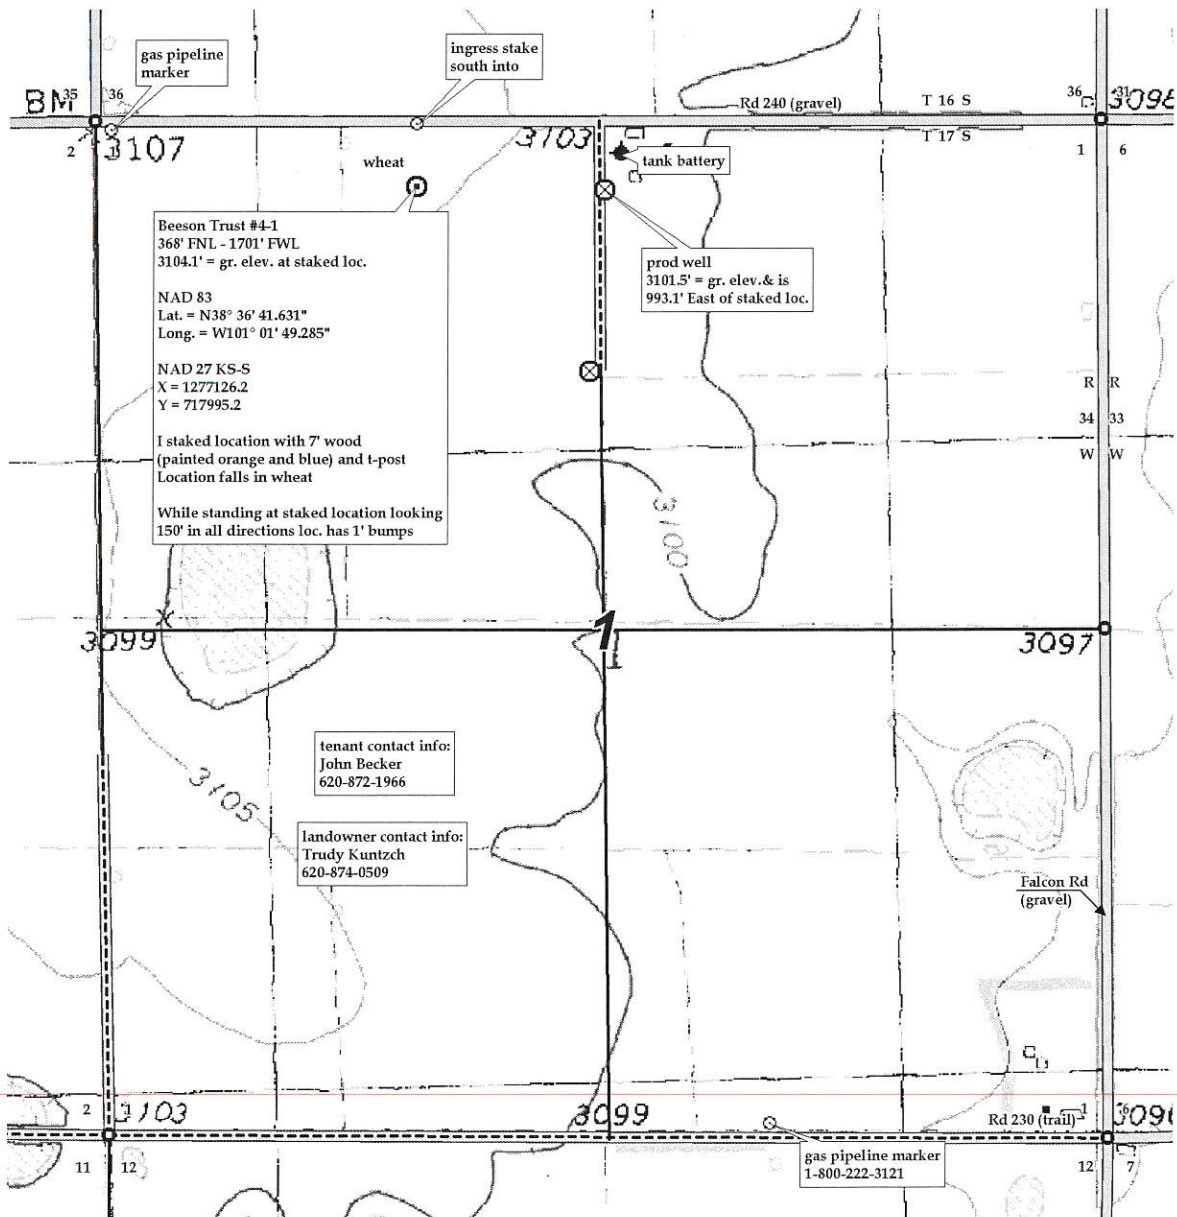 gas pipeline
marker
ingress stake
south into
BM
35
36
36
31
3098
Rd 240 (gravel)
T 16 S
T 17 S
2
1
3107
3103
1
6
wheat
tank battery
Beeson Trust #4-1
368' FNL - 1701' FWL
3104.1' = gr. elev. at staked loc.
NAD 83
Lat. = N38° 36' 41.631"
Long. = W101° 01' 49.285"
NAD 27 KS-S
X = 1277126.2
Y = 717995.2
I staked location with 7' wood
(painted orange and blue) and t-post
Location falls in wheat
While standing at staked location looking
150' in all directions loc. has 1' bumps
prod well
3101.5' = gr. elev.& is
993.1' East of staked loc.
R R
34 33
W W
3100
X
3099
1
1
3097
tenant contact info:
John Becker
620-872-1966
3105
landowner contact info:
Trudy Kuntzch
620-874-0509
Falcon Rd
(gravel)
2
1
3103
3099
Rd 230 (trail)
1
6
3096
11
12
gas pipeline marker
1-800-222-3121
12
7